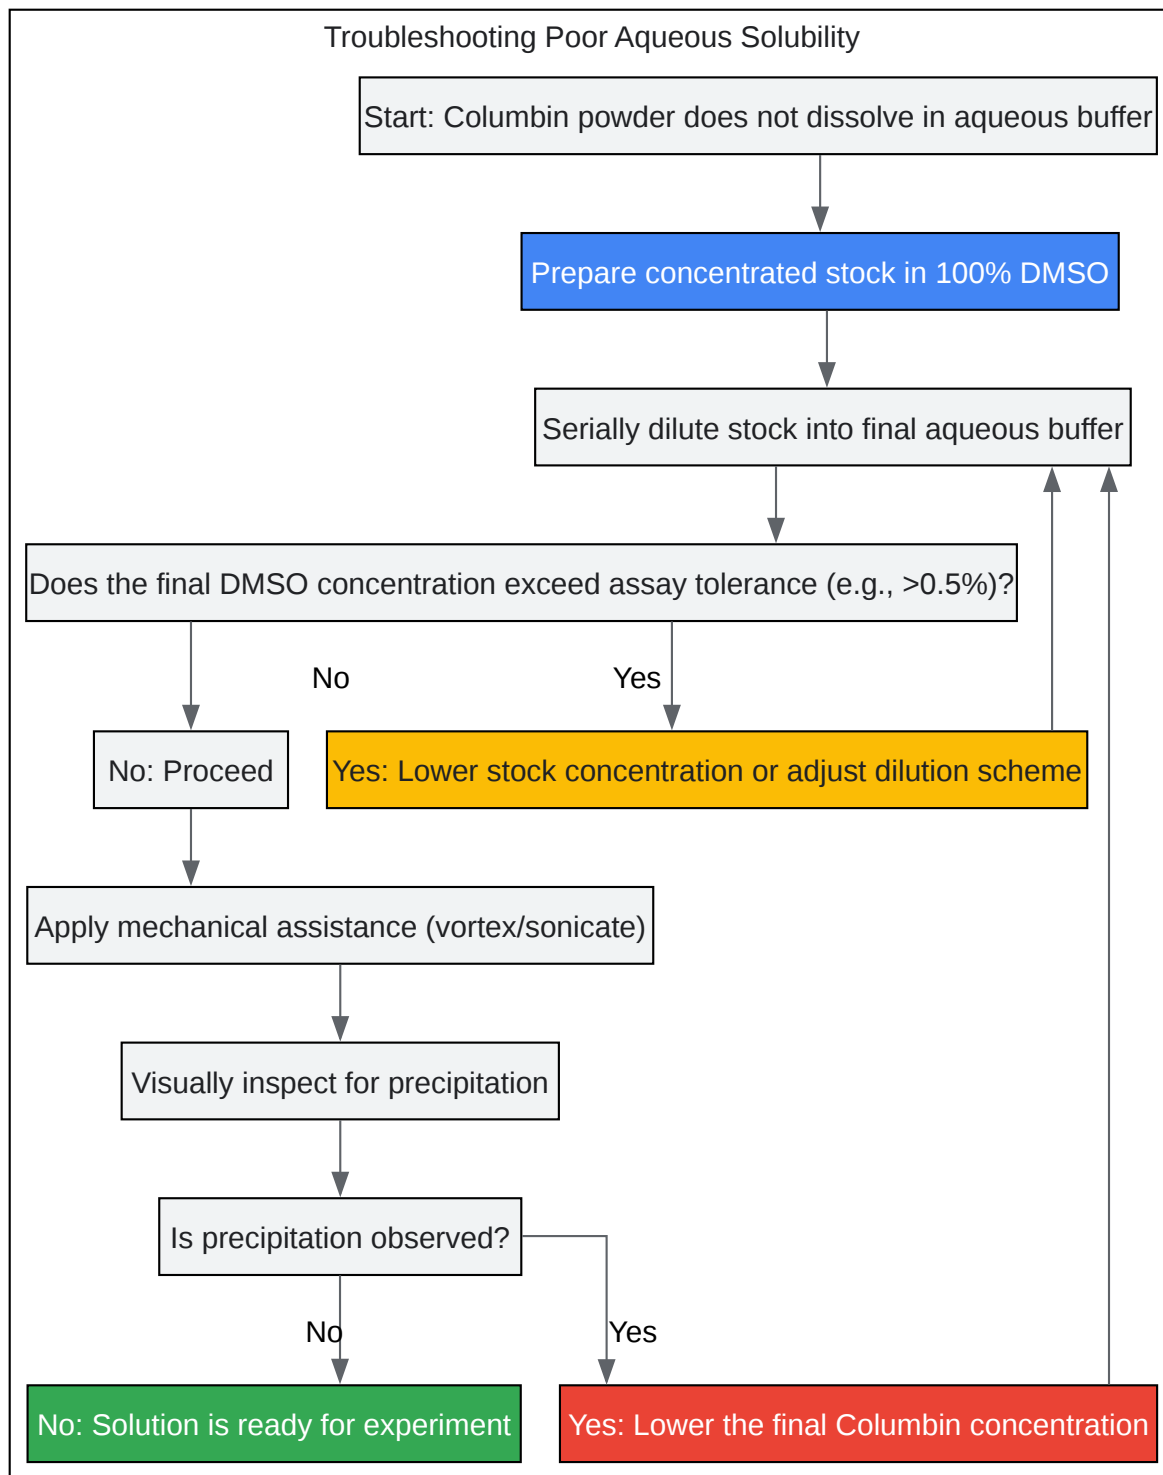 Troubleshooting Poor Aqueous Solubility
Start: Columbin powder does not dissolve in aqueous buffer
Prepare concentrated stock in 100% DMSO
Serially dilute stock into final aqueous buffer
Does the final DMSO concentration exceed assay tolerance (e.g., >0.5%)?
No
Yes
No: Proceed
Yes: Lower stock concentration or adjust dilution scheme
Apply mechanical assistance (vortex/sonicate)
Visually inspect for precipitation
Is precipitation observed?
No
Yes
No: Solution is ready for experiment
Yes: Lower the final Columbin concentration